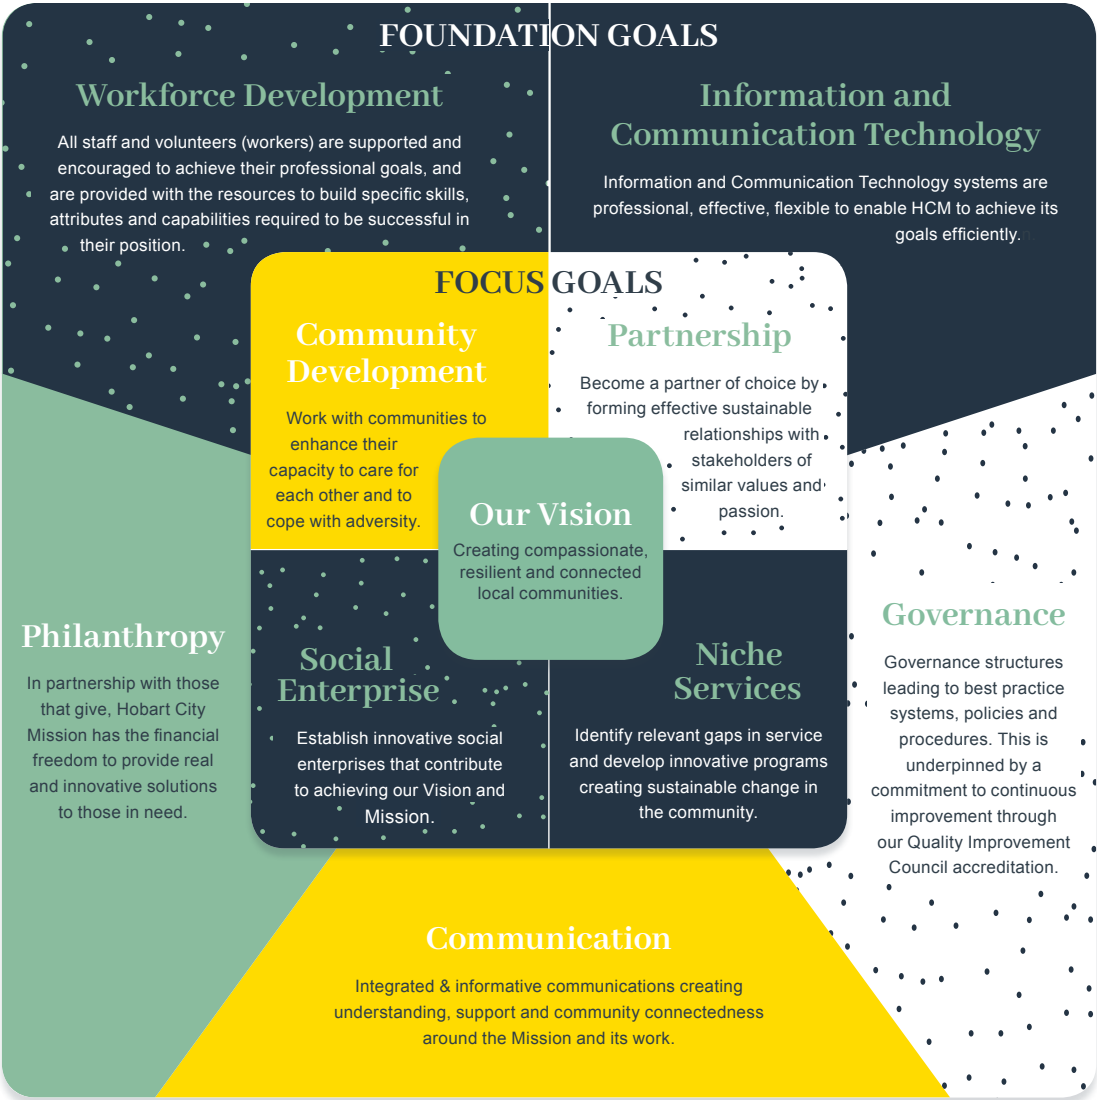 FOUNDATION GOALS
Workforce Development
All staff and volunteers (workers) are supported and
encouraged to achieve their professional goals, and
are provided with the resources to build specific skills,
attributes and capabilities required to be successful in
their position.
Information and
Communication Technology
Information and Communication Technology systems are
professional, effective, flexible to enable HCM to achieve its
goals efficiently.
FOCUS GOALS
Community
Development
Work with communities to
enhance their
capacity to care for
each other and to
cope with adversity.
Partnership
Become a partner of choice by
forming effective sustainable
relationships with
stakeholders of
similar values and
passion.
Our Vision
Creating compassionate,
resilient and connected
local communities.
Philanthropy
In partnership with those
that give, Hobart City
Mission has the financial
freedom to provide real
and innovative solutions
to those in need.
Social
Enterprise
Establish innovative social
enterprises that contribute
to achieving our Vision and
Mission.
Niche
Services
Identify relevant gaps in service
and develop innovative programs
creating sustainable change in
the community.
Governance
Governance structures
leading to best practice
systems, policies and
procedures. This is
underpinned by a
commitment to continuous
improvement through
our Quality Improvement
Council accreditation.
Communication
Integrated & informative communications creating
understanding, support and community connectedness
around the Mission and its work.